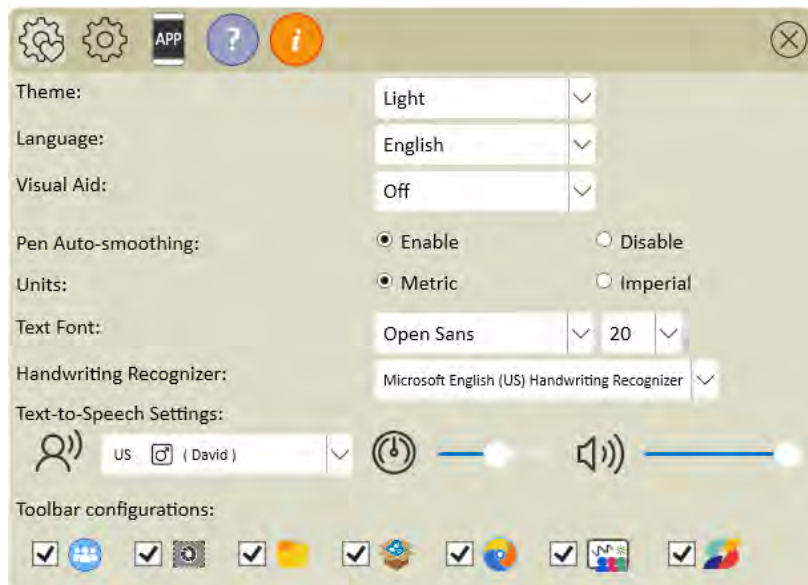 APP ? i
Theme: Light
Language: English
Visual Aid: Off
Pen Auto-smoothing: Enable Disable
Units: Metric Imperial
Text Font: Open Sans 20
Handwriting Recognizer: Microsoft English (US) Handwriting Recognizer
Text-to-Speech Settings:
US ( David )
Toolbar configurations: